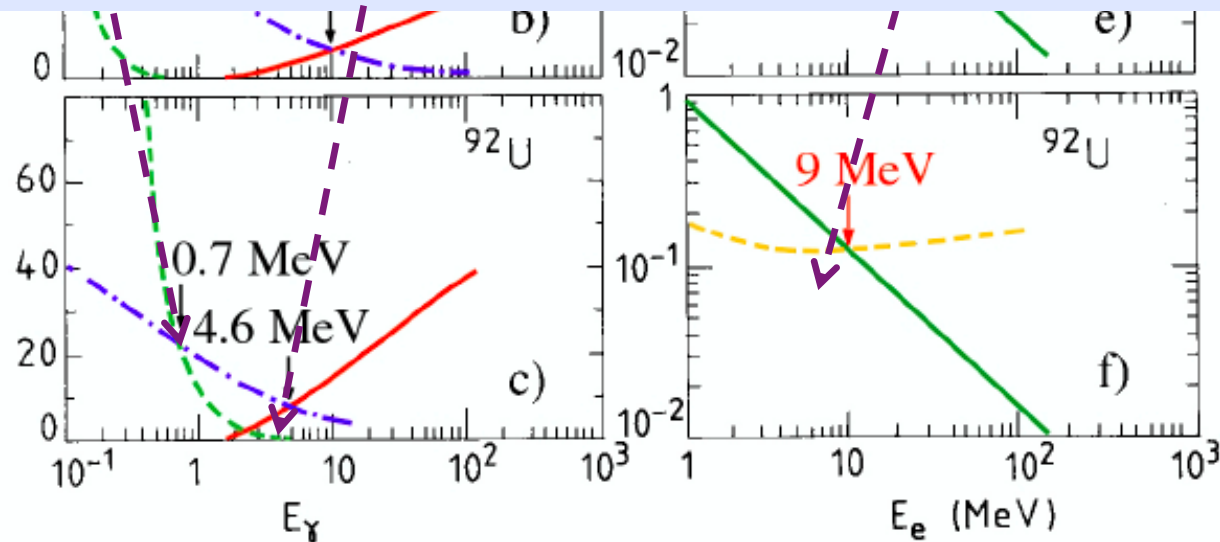 b)
0
60
40
20
0
⁹²U
0.7 MeV
4.6 MeV
c)
10⁻¹ 1 10 10² 10³
Eᵧ
e)
10⁻²
1
10⁻¹
10⁻²
⁹²U
9 MeV
f)
1 10 10² 10³
Eₑ (MeV)